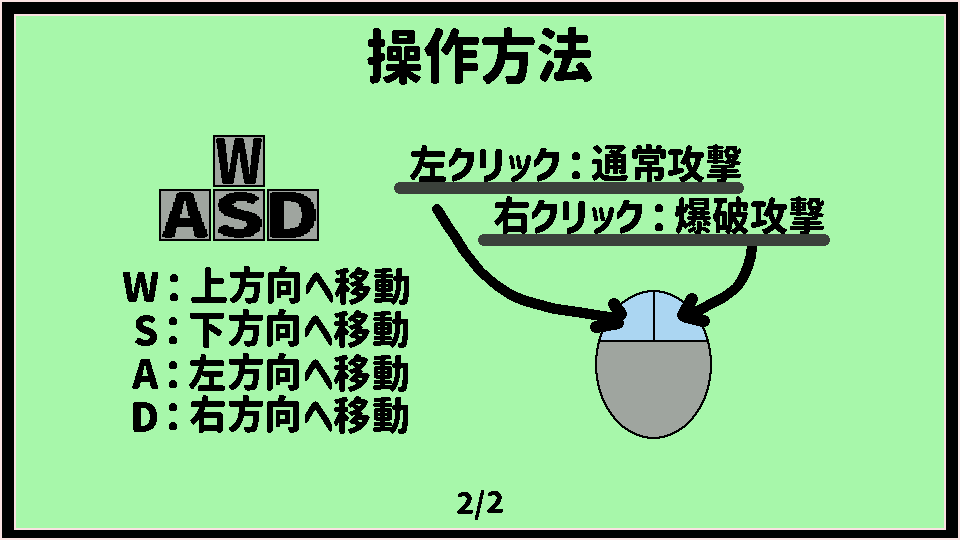 操作方法
W
ASD
左クリック：通常攻撃
右クリック：爆破攻撃
W：上方向へ移動
S：下方向へ移動
A：左方向へ移動
D：右方向へ移動
2/2